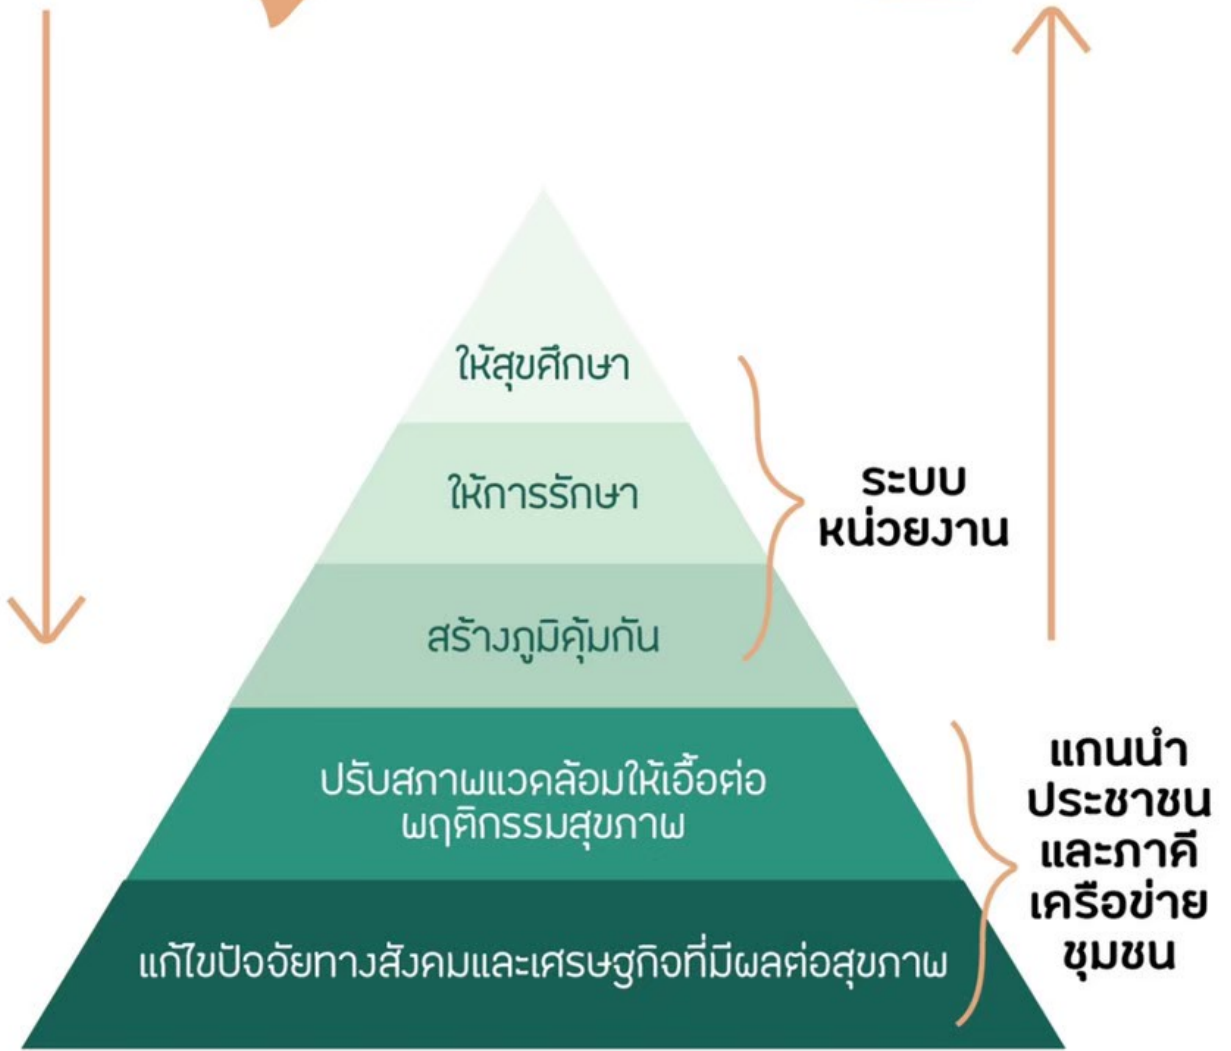 ให้สุขศึกษา
ให้การรักษา
สร้างภูมิคุ้มกัน
ระบบ
หน่วยงาน
ปรับสภาพแวดล้อมให้เอื้อต่อ
พฤติกรรมสุขภาพ
แก้ไขปัจจัยทางสังคมและเศรษฐกิจที่มีผลต่อสุขภาพ
แกนนำ
ประชาชน
และภาคี
เครือข่าย
ชุมชน